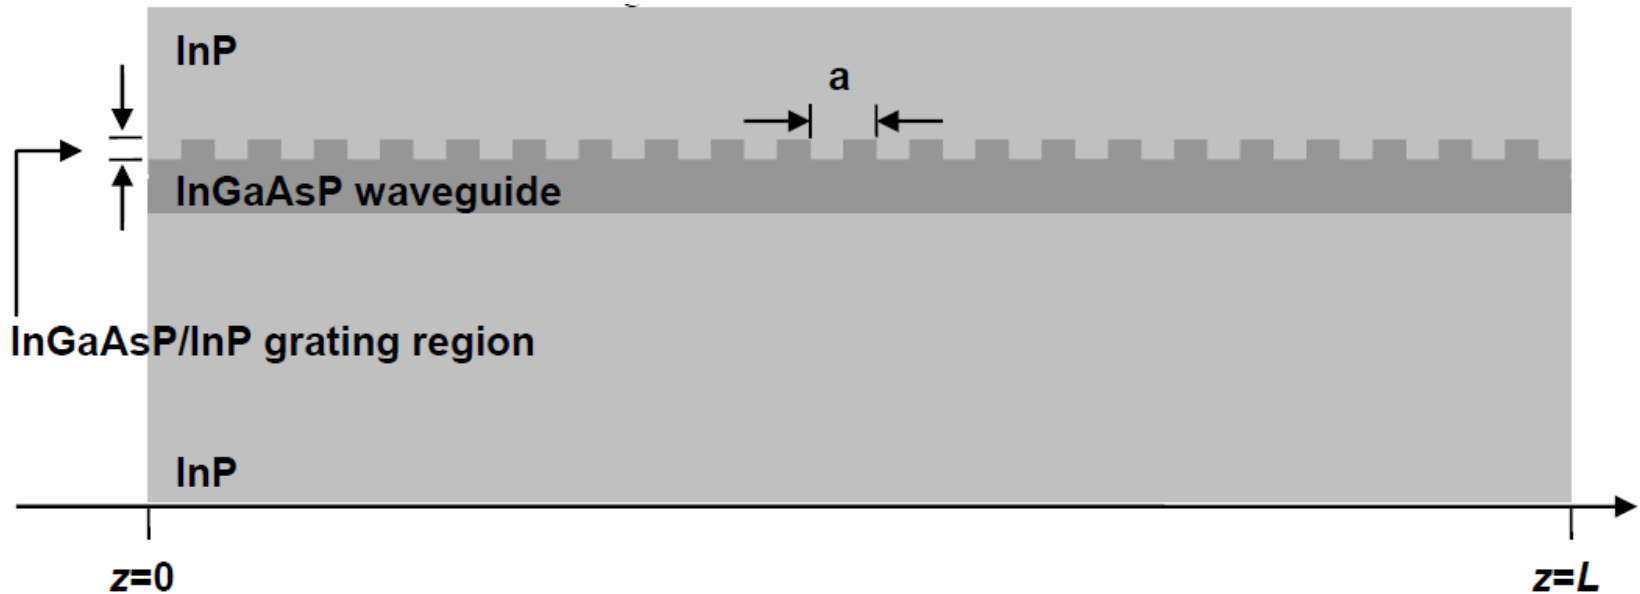 InP
a
InGaAsP waveguide
InGaAsP/InP grating region
InP
z=0
z=L